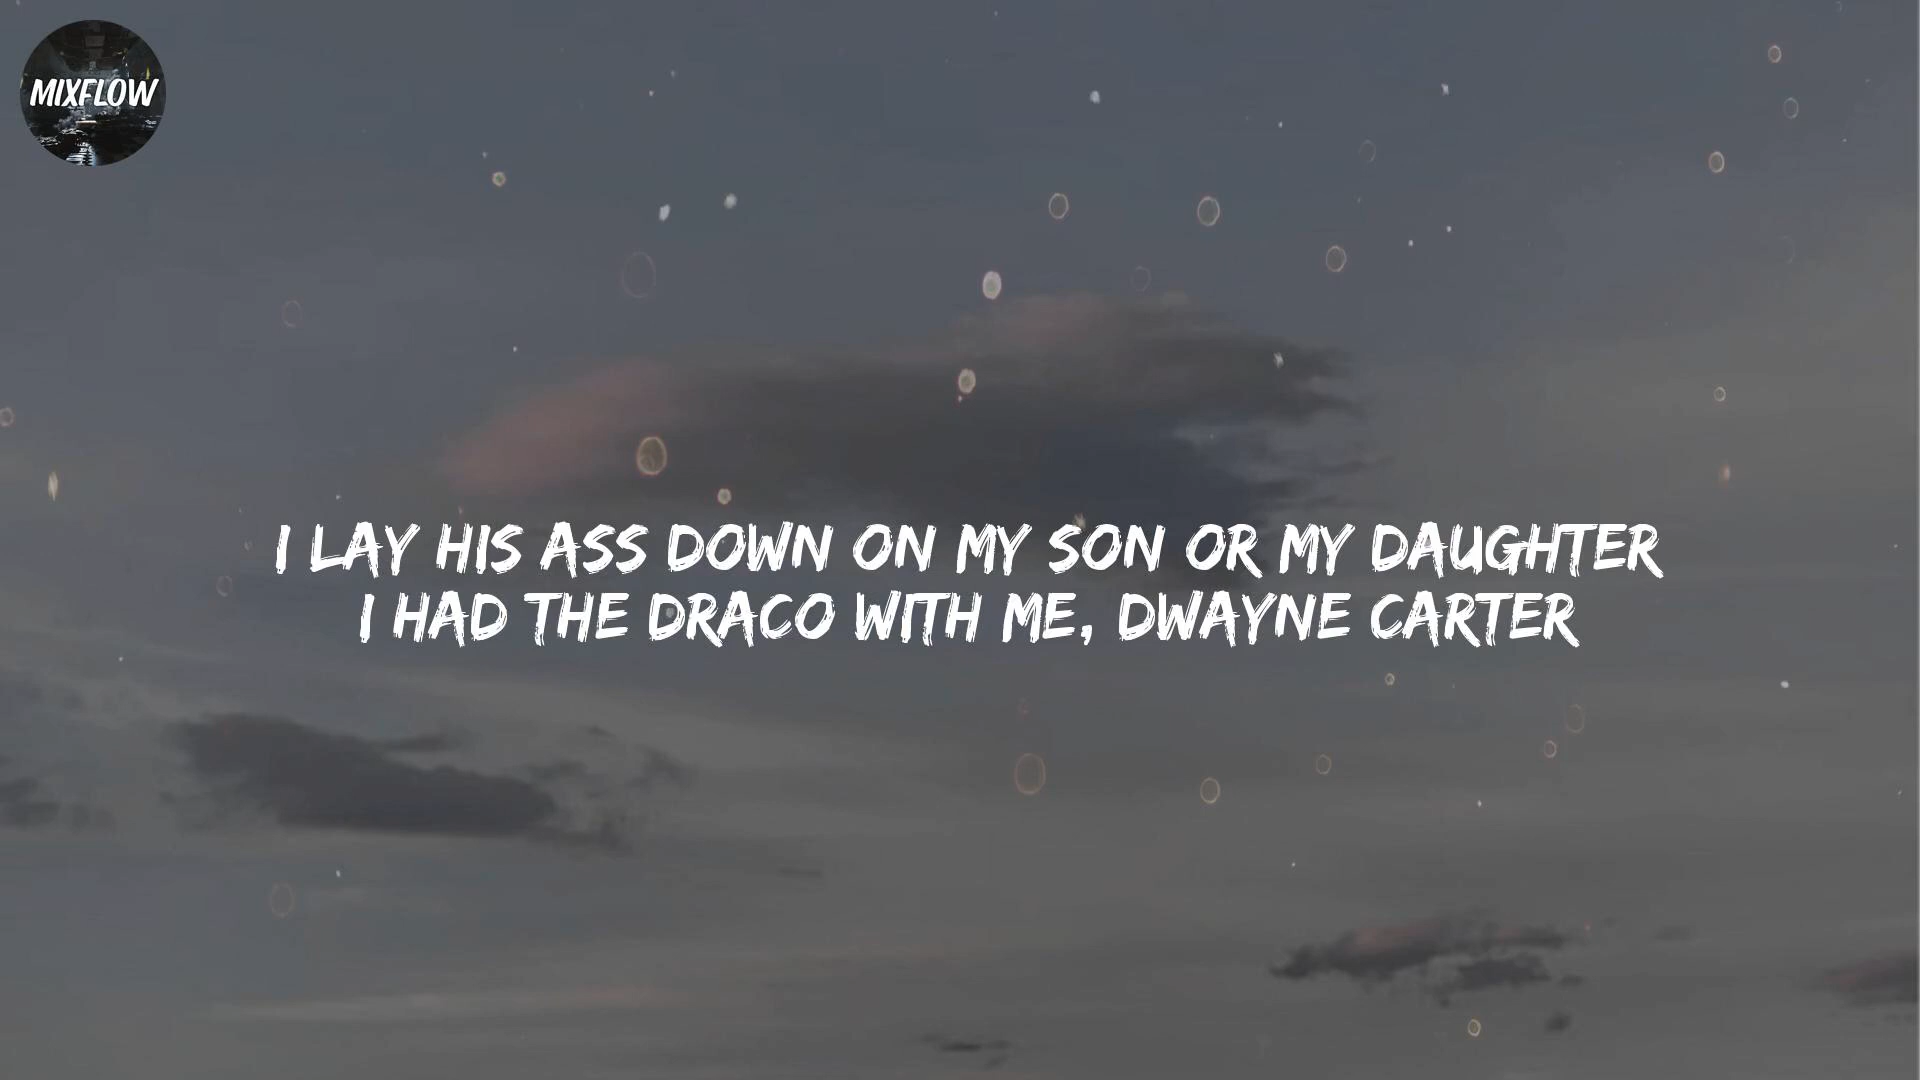 MIXFLOW
I LAY HIS ASS DOWN ON MY SON OR MY DAUGHTER
I HAD THE DRACO WITH ME, DWAYNE CARTER